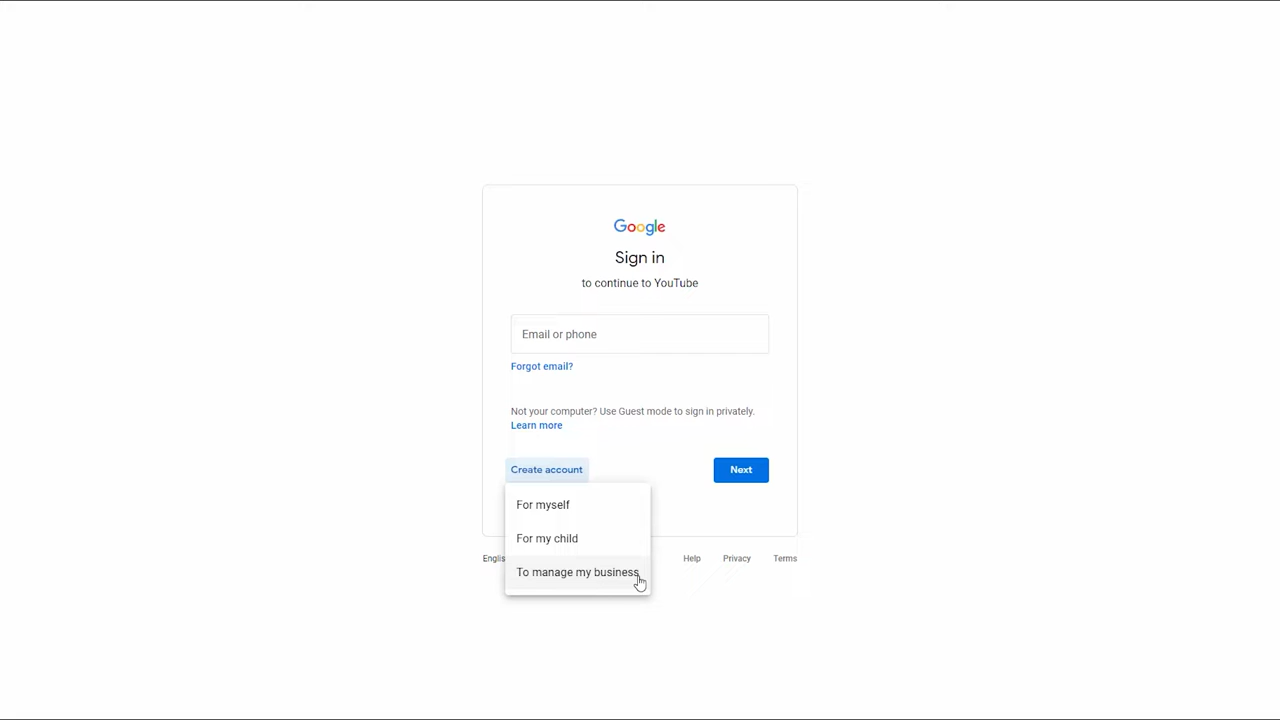 Google
Sign in
to continue to YouTube
Email or phone
Forgot email?
Not your computer? Use Guest mode to sign in privately.
Learn more
Create account
Next
For myself
For my child
Englis
Help
Privacy
Terms
To manage my business